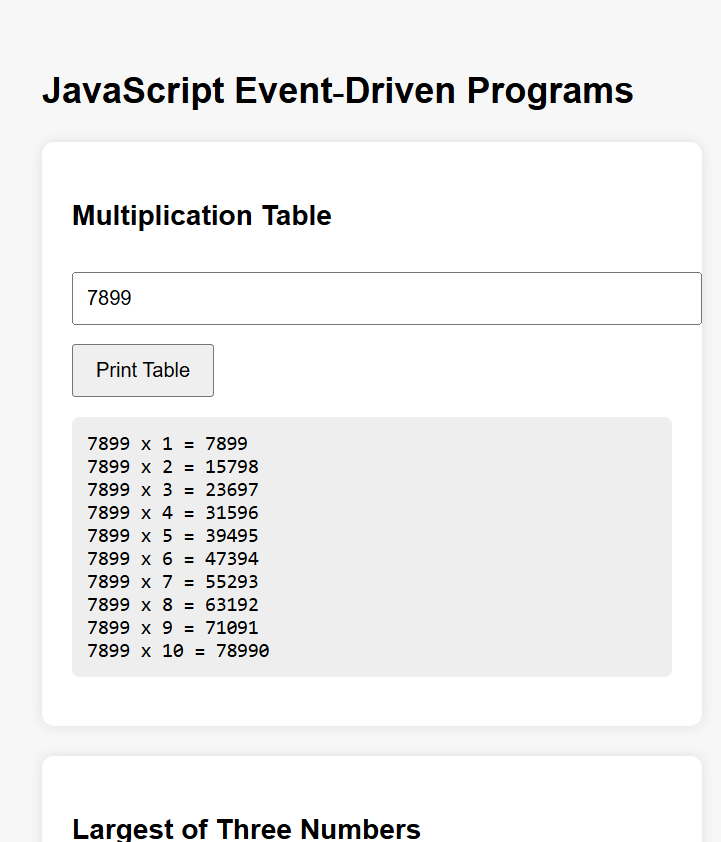 JavaScript Event-Driven Programs
Multiplication Table
7899
Print Table
7899 x 1 = 7899
7899 x 2 = 15798
7899 x 3 = 23697
7899 x 4 = 31596
7899 x 5 = 39495
7899 x 6 = 47394
7899 x 7 = 55293
7899 x 8 = 63192
7899 x 9 = 71091
7899 x 10 = 78990
Largest of Three Numbers